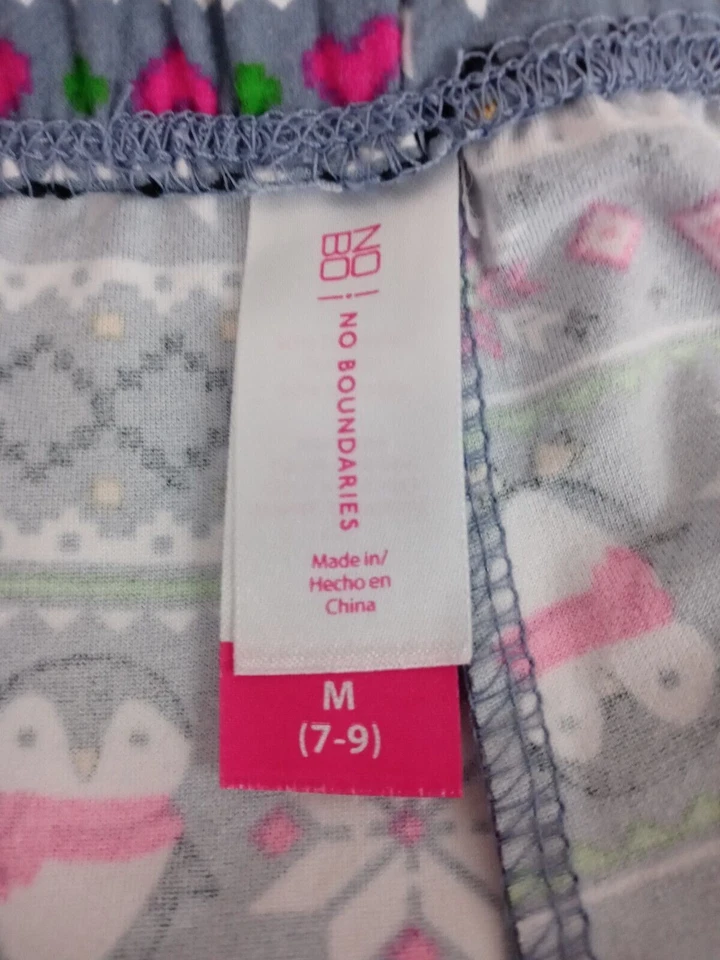 NO
BO
NO BOUNDARIES
Made in/
Hecho en
China
M
(7-9)